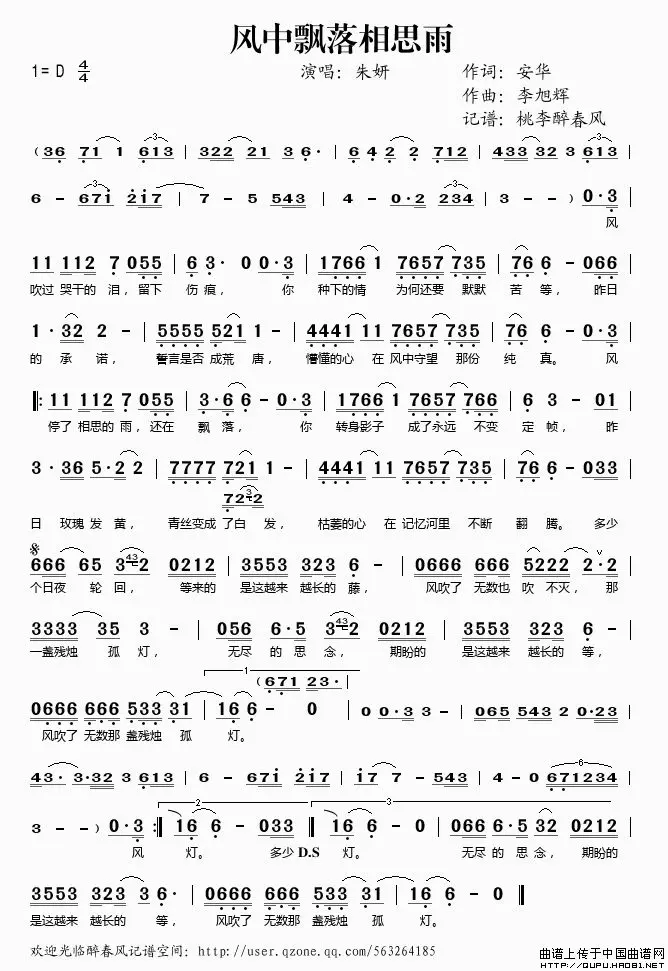 风中飘落相思雨
1= D 4/4 演唱：朱妍 作词：安华
作曲：李旭辉
记谱：桃李醉春风
( 36 71 1 613 | 322 21 3 6· | 6 42 2 712 | 433 32 3 613 |
6 - 671 217 | 7 - 5 543 | 4 - 0·2 234 | 3 - - ) 0·3 |
风
11 112 7 055 | 6 3· 0 0·3 | 1766 1 7657 735 | 76 6 - 066 |
吹过 哭干的 泪，留下 伤 痕， 你 种下的情 为何还要 默默 苦 等，昨日
1· 32 2 - | 5555 521 1 - | 4441 11 7657 735 | 76 6 - 0·3 |
的 承 诺， 誓言是否 成荒 唐， 懵懂的心 在 风中守望 那份 纯 真。 风
‖: 11 112 7 055 | 3·6 6 - 0·3 | 1766 1 7657 766 | 6 3 - 01 |
停了 相思的 雨，还在 飘 落， 你 转身影子 成了永远 不变 定 帧， 昨
3· 36 5·2 2 | 7777 721 1 - | 4441 11 7657 735 | 76 6 - 033 |
72 3 2·2
日 玫瑰 发 黄， 青丝变成 了白 发， 枯萎的心 在 记忆河里 不断 翻 腾。多少
𝄋
666 65 3 43 2 0212 | 3553 323 6 - | 0666 666 5222 2·2 |
个日夜 轮 回， 等来的 是这越来 越长的 藤， 风吹了 无数也 吹 不灭，那
3333 35 3 - | 056 6·5 3 43 2 0212 | 3553 323 6 - |
一盏残烛 孤 灯， 无尽 的 思 念， 期盼的 是这越来 越长的 等，
1
( 671 23· |
0666 666 533 31 | 16 6 - 0 | 0 0·3 3 - | 065 543 2 0·23 |
风吹了 无数那 盏残烛 孤 灯。
43· 3·32 3 613 | 6 - 671 217 | 17 7 - 543 | 4 - 0 671234 |
2 3
3 - - ) 0·3 :‖ 16 6 - 033 ‖ 16 6 - 0 | 066 6·5 32 0212 |
风 灯。 多少 D.S 灯。 无尽 的 思 念， 期盼的
3553 323 3 6· | 0666 666 533 31 | 16 6 - 0 ‖
是这越来 越长的 等， 风吹了 无数那 盏残烛 孤 灯。
欢迎光临醉春风记谱空间：http://user.qzone.qq.com/563264185
曲谱上传于中国曲谱网
HTTP://QUPU.HAO81.NET